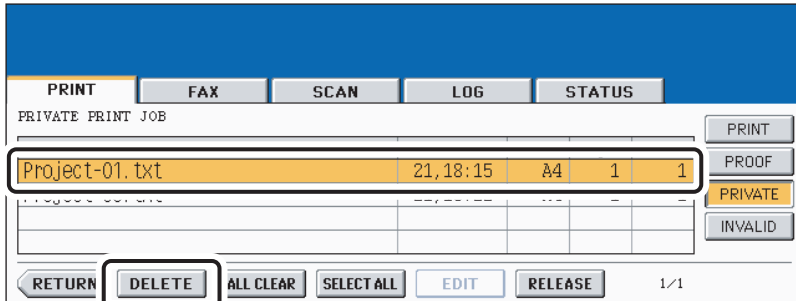 PRINT FAX SCAN LOG STATUS
PRIVATE PRINT JOB
PRINT
Project-01.txt 21,18:15 A4 1 1
PROOF
PRIVATE
INVALID
RETURN DELETE ALL CLEAR SELECT ALL EDIT RELEASE 1/1